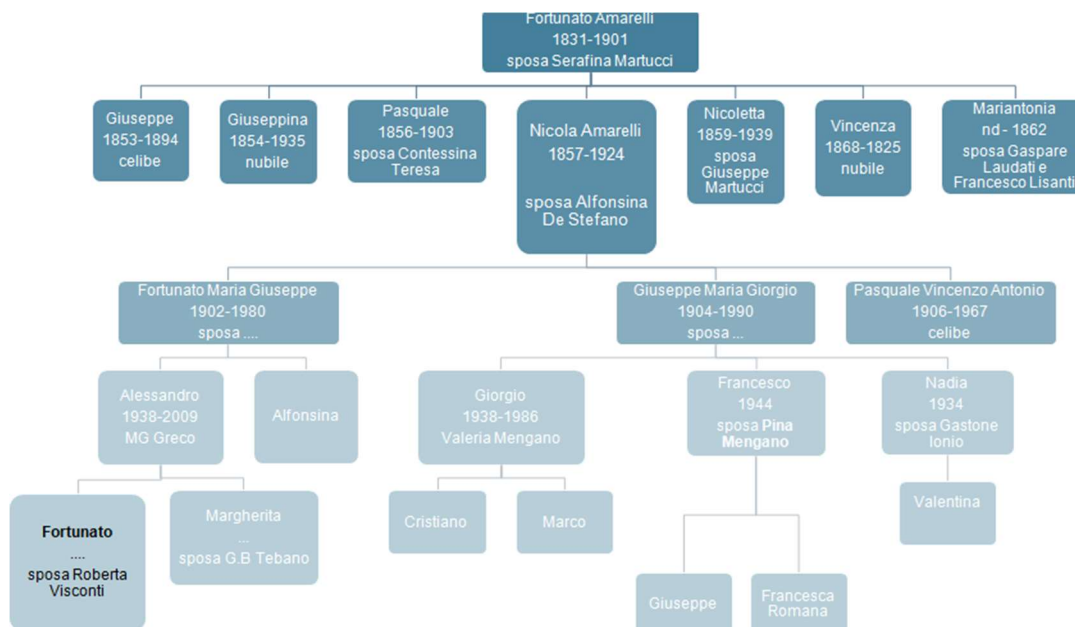 Fortunato Amarelli
1831-1901
sposa Serafina Martucci
Giuseppe
1853-1894
celibe
Giuseppina
1854-1935
nubile
Pasquale
1856-1903
sposa Contessina
Teresa
Nicola Amarelli
1857-1924
sposa Alfonsina
De Stefano
Nicoletta
1859-1939
sposa
Giuseppe
Martucci
Vincenza
1868-1825
nubile
Mariantonia
nd - 1862
sposa Gaspare
Laudati e
Francesco Lisanti
Fortunato Maria Giuseppe
1902-1980
sposa ....
Giuseppe Maria Giorgio
1904-1990
sposa ...
Pasquale Vincenzo Antonio
1906-1967
celibe
Alessandro
1938-2009
MG Greco
Alfonsina
Giorgio
1938-1986
Valeria Mengano
Francesco
1944
sposa Pina
Mengano
Nadia
1934
sposa Gastone
Ionio
Fortunato
....
sposa Roberta
Visconti
Margherita
...
sposa G.B Tebano
Cristiano
Marco
Valentina
Giuseppe
Francesca
Romana